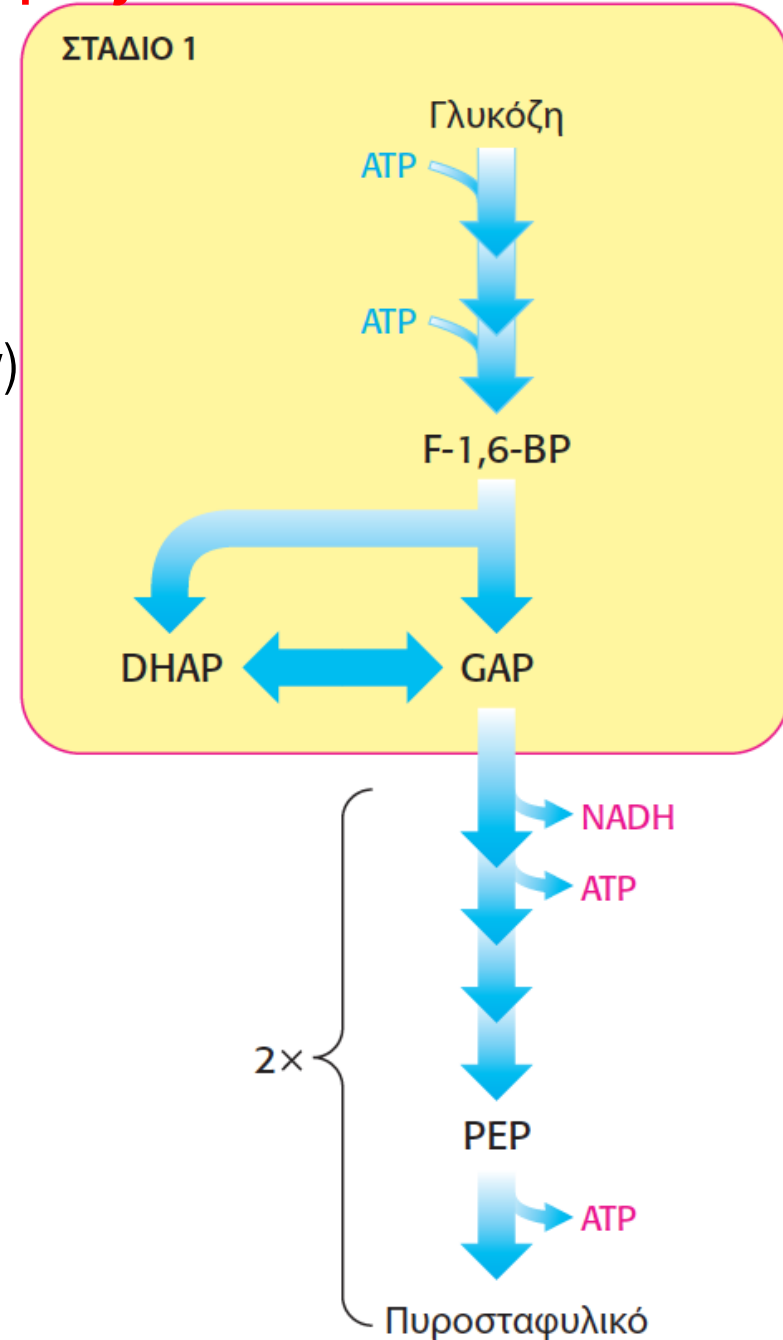 ΣΤΑΔΙΟ 1
Γλυκόζη
ATP
ATP
)
F-1,6-BP
DHAP
GAP
NADH
ATP
2×
PEP
ATP
Πυροσταφυλικό